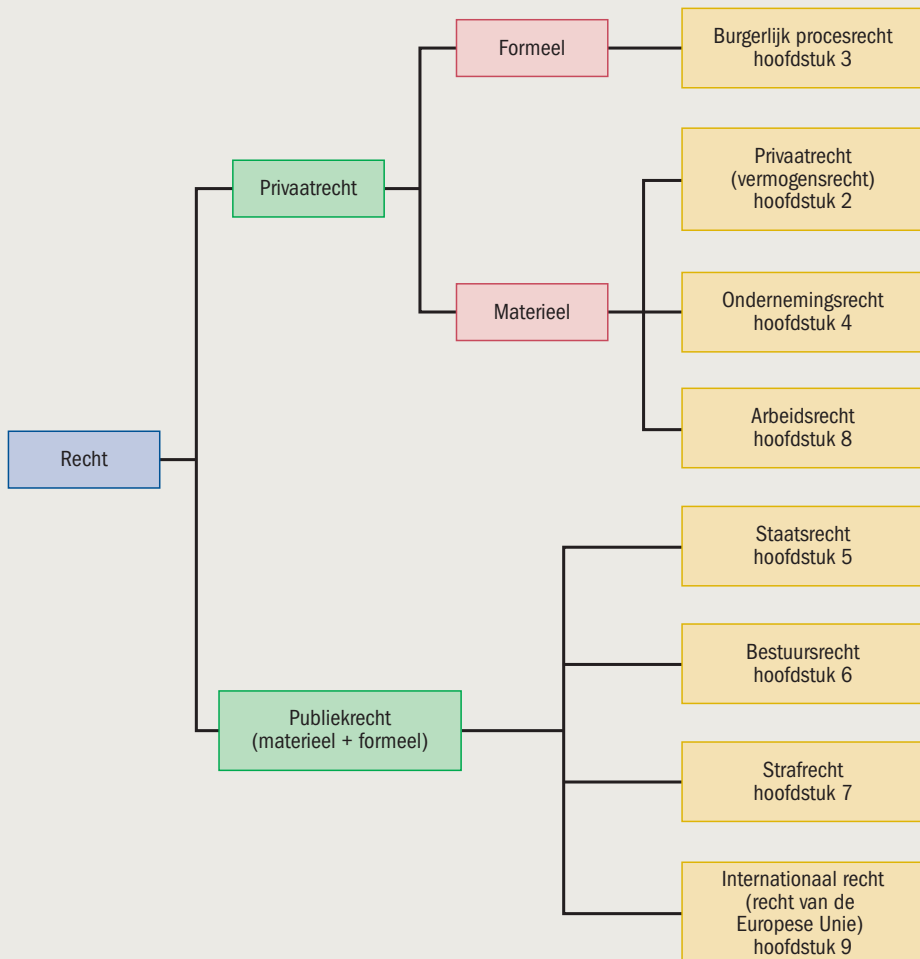 Formeel
Burgerlijk procesrecht
hoofdstuk 3
Privaatrecht
Privaatrecht
(vermogensrecht)
hoofdstuk 2
Materieel
Ondernemingsrecht
hoofdstuk 4
Arbeidsrecht
hoofdstuk 8
Recht
Staatsrecht
hoofdstuk 5
Bestuursrecht
hoofdstuk 6
Publiekrecht
(materieel + formeel)
Strafrecht
hoofdstuk 7
Internationaal recht
(recht van de
Europese Unie)
hoofdstuk 9